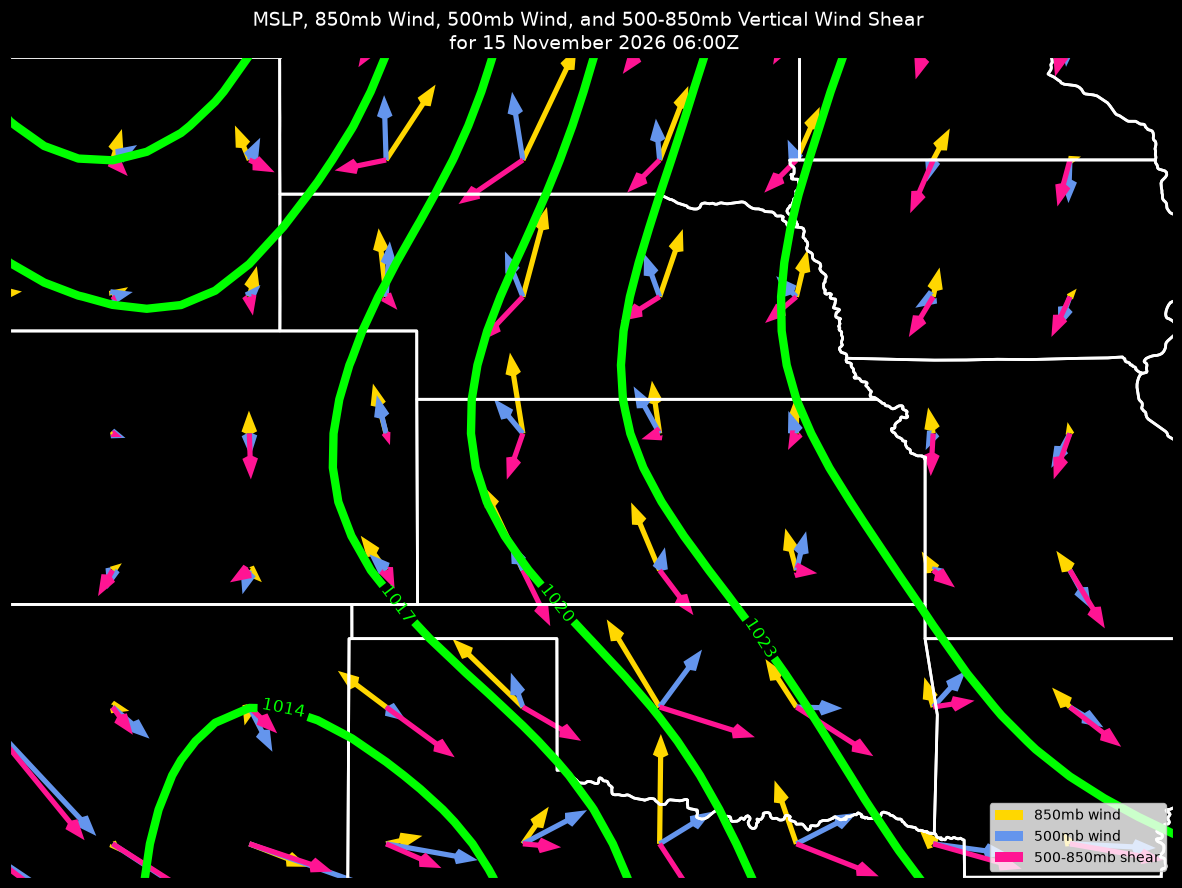 MSLP, 850mb Wind, 500mb Wind, and 500-850mb Vertical Wind Shear
for 15 November 2026 06:00Z
1017
1020
1023
1014
850mb wind
500mb wind
500-850mb shear